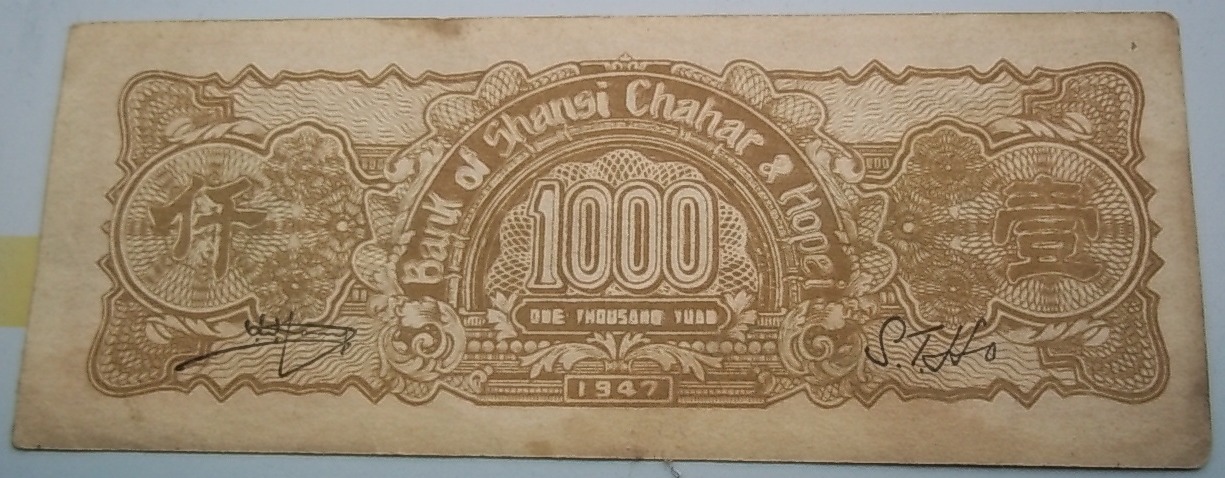 Bank of Shansi Chahar & Hopei
仟
1000
壹
ONE THOUSAND YUAN
S.T.Ho
1947